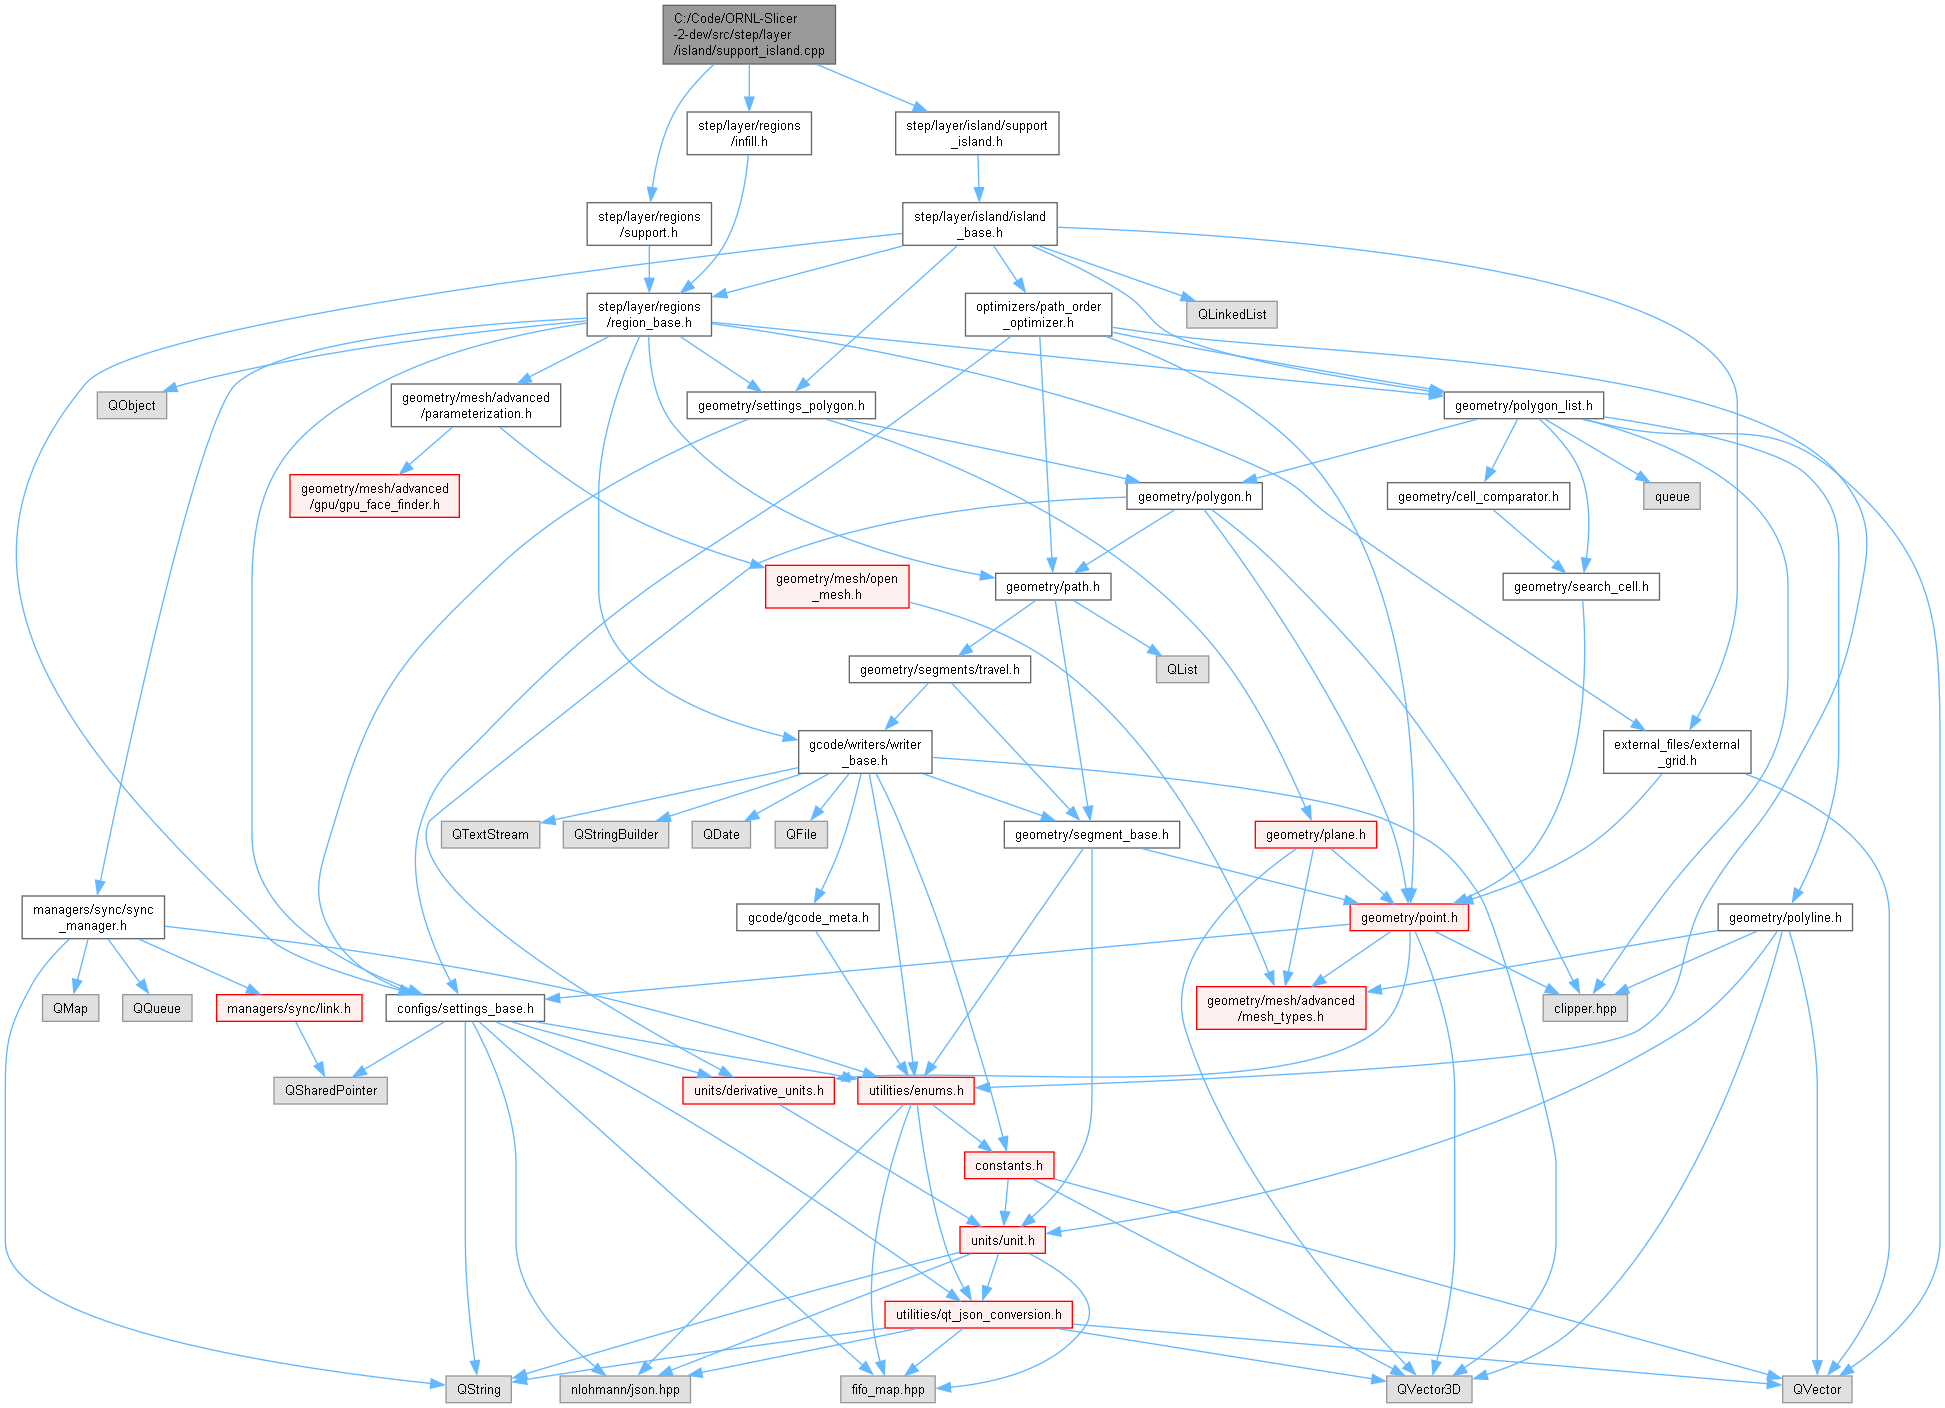 C:/Code/ORNL-Slicer
-2-dev/src/step/layer
/island/support_island.cpp
step/layer/regions
/infill.h
step/layer/island/support
_island.h
step/layer/regions
/support.h
step/layer/island/island
_base.h
step/layer/regions
/region_base.h
optimizers/path_order
_optimizer.h
QLinkedList
QObject
geometry/mesh/advanced
/parameterization.h
geometry/settings_polygon.h
geometry/polygon_list.h
geometry/mesh/advanced
/gpu/gpu_face_finder.h
geometry/polygon.h
geometry/cell_comparator.h
queue
geometry/mesh/open
_mesh.h
geometry/path.h
geometry/search_cell.h
geometry/segments/travel.h
QList
gcode/writers/writer
_base.h
external_files/external
_grid.h
QTextStream
QStringBuilder
QDate
QFile
geometry/segment_base.h
geometry/plane.h
managers/sync/sync
_manager.h
gcode/gcode_meta.h
geometry/point.h
geometry/polyline.h
QMap
QQueue
managers/sync/link.h
configs/settings_base.h
geometry/mesh/advanced
/mesh_types.h
clipper.hpp
QSharedPointer
units/derivative_units.h
utilities/enums.h
constants.h
units/unit.h
utilities/qt_json_conversion.h
QString
nlohmann/json.hpp
fifo_map.hpp
QVector3D
QVector